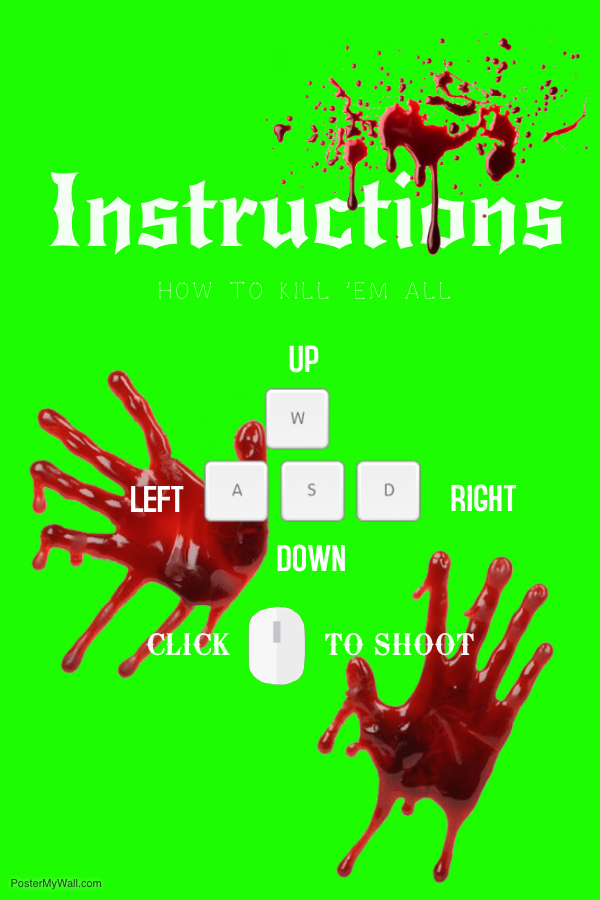 Instructions
HOW TO KILL 'EM ALL
UP
W
LEFT A S D RIGHT
DOWN
CLICK TO SHOOT
PosterMyWall.com